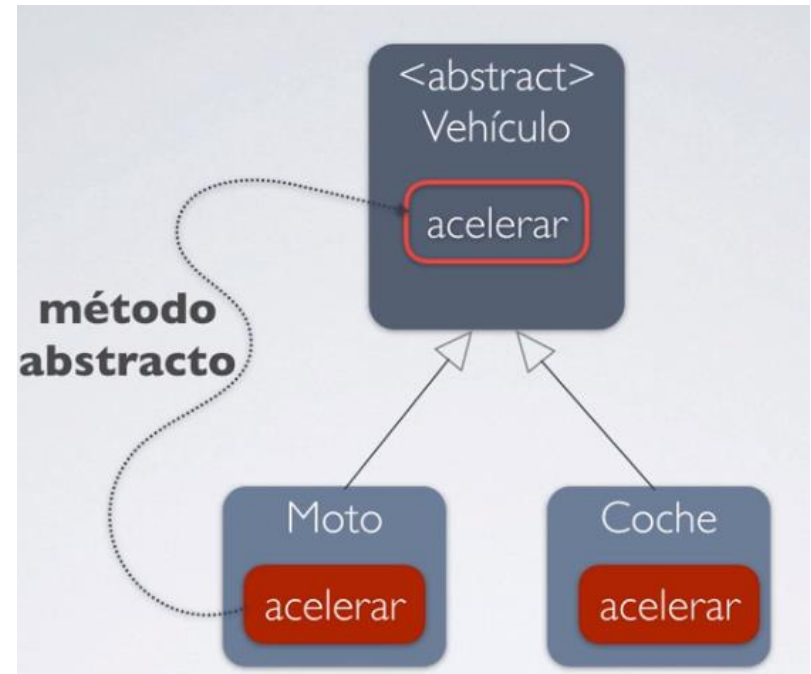 <abstract>
Vehículo
acelerar
método
abstracto
Moto
Coche
acelerar
acelerar